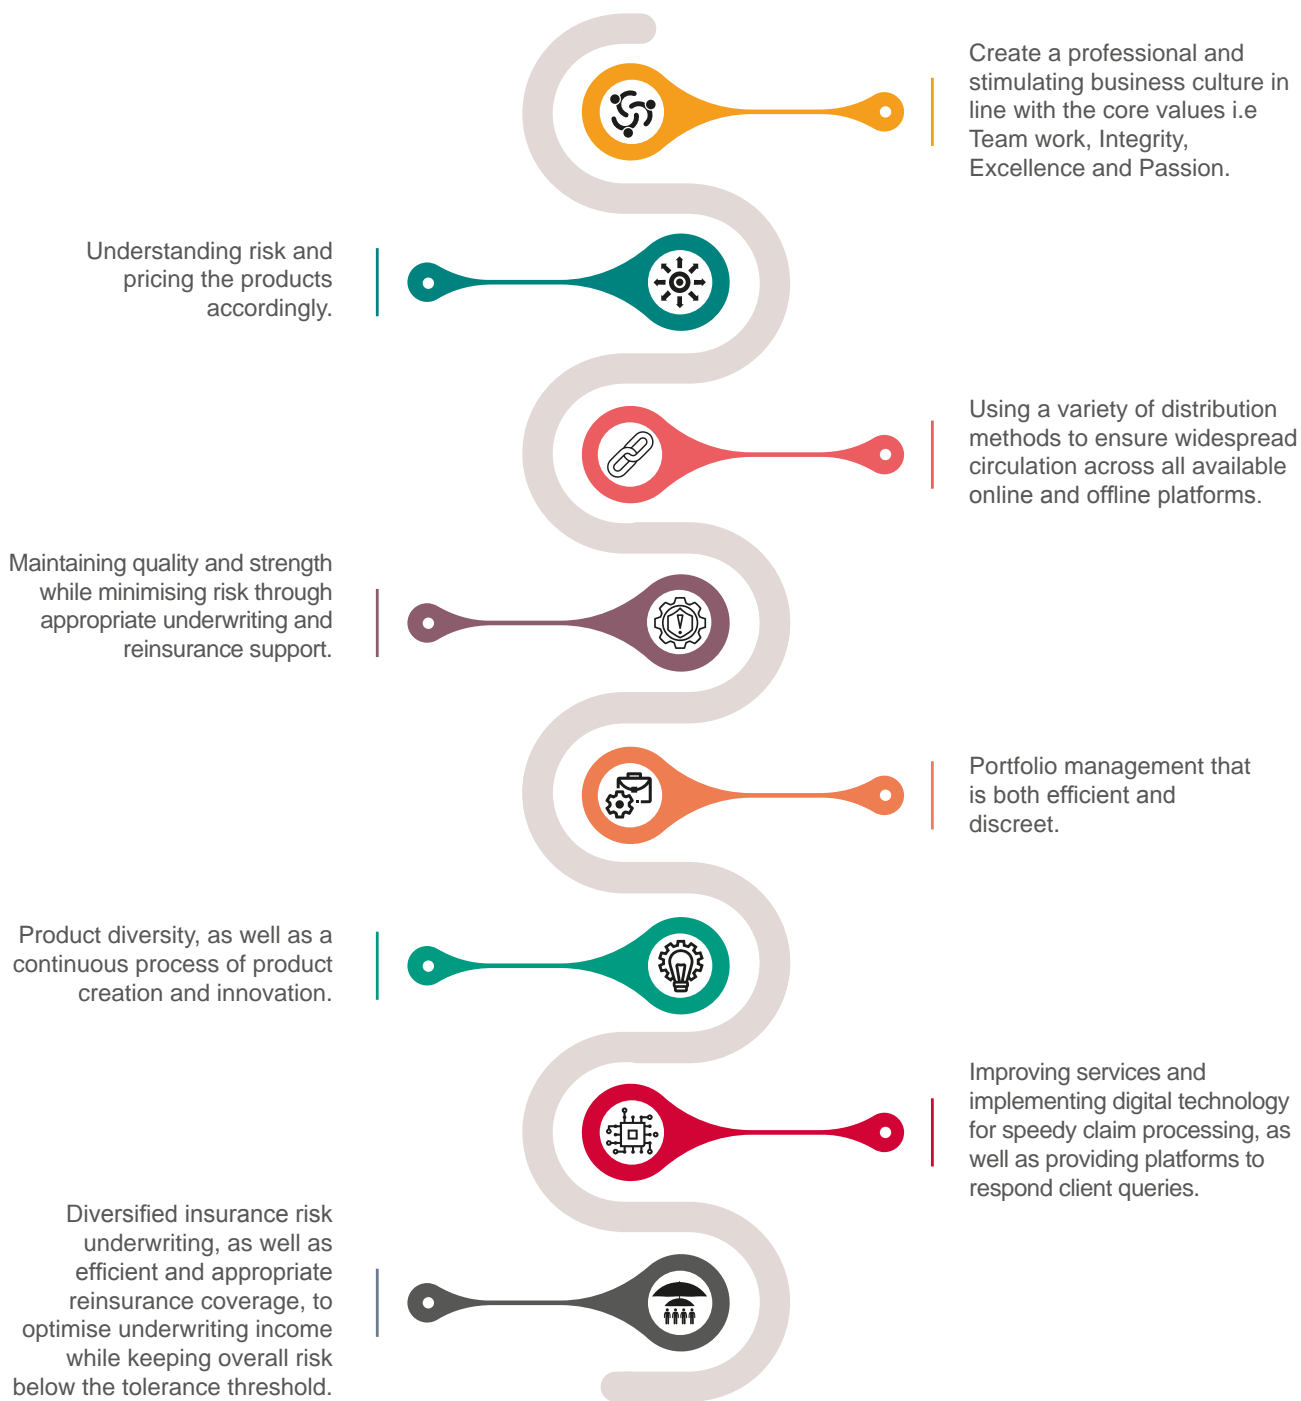 Create a professional and
stimulating business culture in
line with the core values i.e
Team work, Integrity,
Excellence and Passion.
Understanding risk and
pricing the products
accordingly.
Using a variety of distribution
methods to ensure widespread
circulation across all available
online and offline platforms.
Maintaining quality and strength
while minimising risk through
appropriate underwriting and
reinsurance support.
Portfolio management that
is both efficient and
discreet.
Product diversity, as well as a
continuous process of product
creation and innovation.
Improving services and
implementing digital technology
for speedy claim processing, as
well as providing platforms to
respond client queries.
Diversified insurance risk
underwriting, as well as
efficient and appropriate
reinsurance coverage, to
optimise underwriting income
while keeping overall risk
below the tolerance threshold.